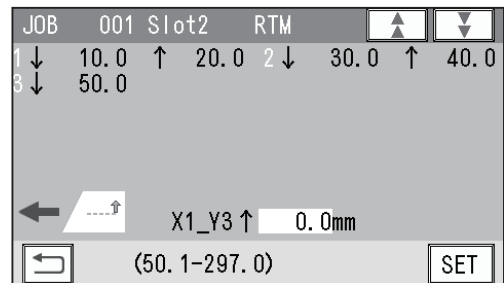 JOB 001 Slot2 RTM
1↓ 10.0 ↑ 20.0 2↓ 30.0 ↑ 40.0
3↓ 50.0
X1_Y3↑ 0.0mm
(50.1-297.0) SET